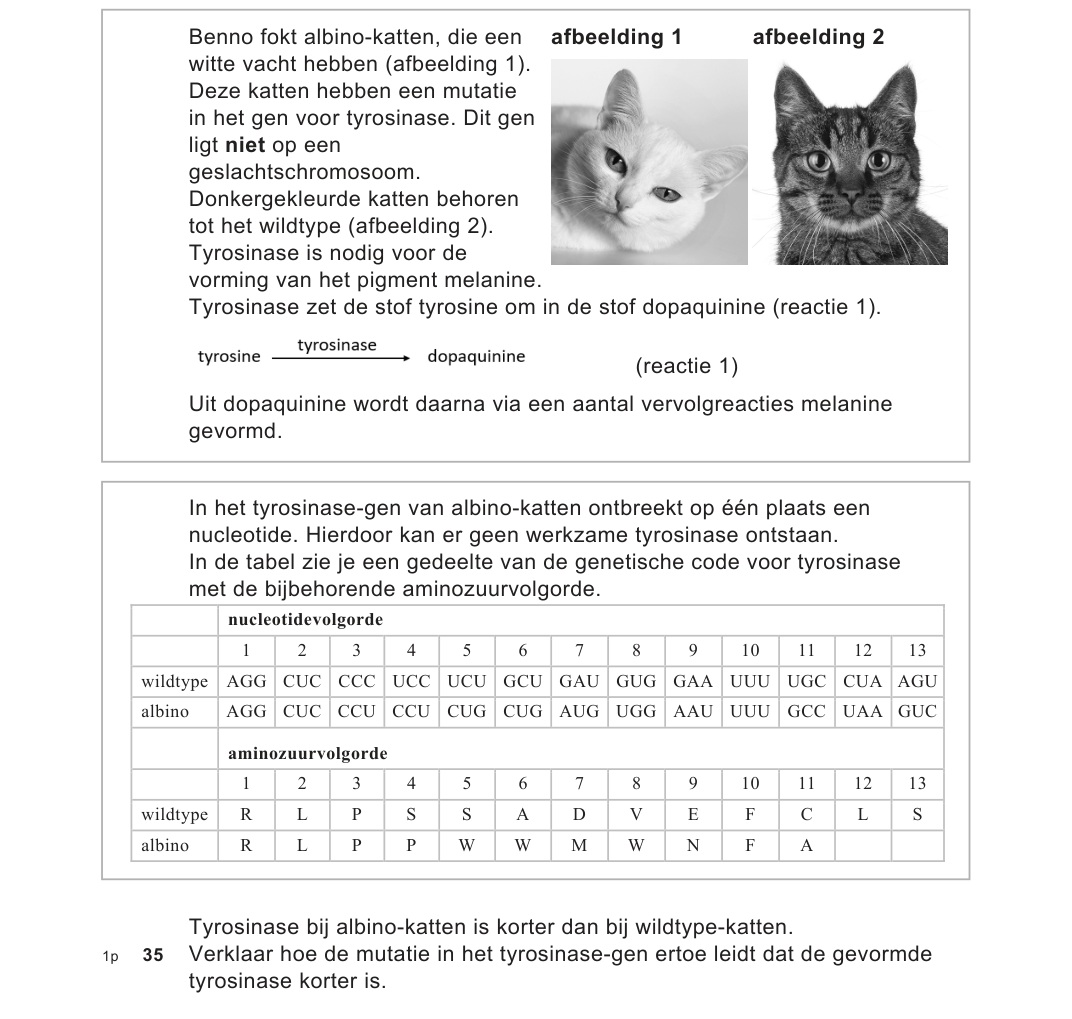 Benno fokt albino-katten, die een
witte vacht hebben (afbeelding 1).
Deze katten hebben een mutatie
in het gen voor tyrosinase. Dit gen
ligt niet op een
geslachtschromosoom.
Donkergekleurde katten behoren
tot het wildtype (afbeelding 2).
Tyrosinase is nodig voor de
vorming van het pigment melanine.
afbeelding 1 afbeelding 2
Tyrosinase zet de stof tyrosine om in de stof dopaquinine (reactie 1).
tyrosine tyrosinase dopaquinine (reactie 1)
Uit dopaquinine wordt daarna via een aantal vervolgreacties melanine
gevormd.
In het tyrosinase-gen van albino-katten ontbreekt op één plaats een
nucleotide. Hierdoor kan er geen werkzame tyrosinase ontstaan.
In de tabel zie je een gedeelte van de genetische code voor tyrosinase
met de bijbehorende aminozuurvolgorde.
nucleotidevolgorde
1 2 3 4 5 6 7 8 9 10 11 12 13
wildtype AGG CUC CCC UCC UCU GCU GAU GUG GAA UUU UGC CUA AGU
albino AGG CUC CCU CCU CUG CUG AUG UGG AAU UUU GCC UAA GUC
aminozuurvolgorde
1 2 3 4 5 6 7 8 9 10 11 12 13
wildtype R L P S S A D V E F C L S
albino R L P P W W M W N F A
Tyrosinase bij albino-katten is korter dan bij wildtype-katten.
1p 35 Verklaar hoe de mutatie in het tyrosinase-gen ertoe leidt dat de gevormde
tyrosinase korter is.